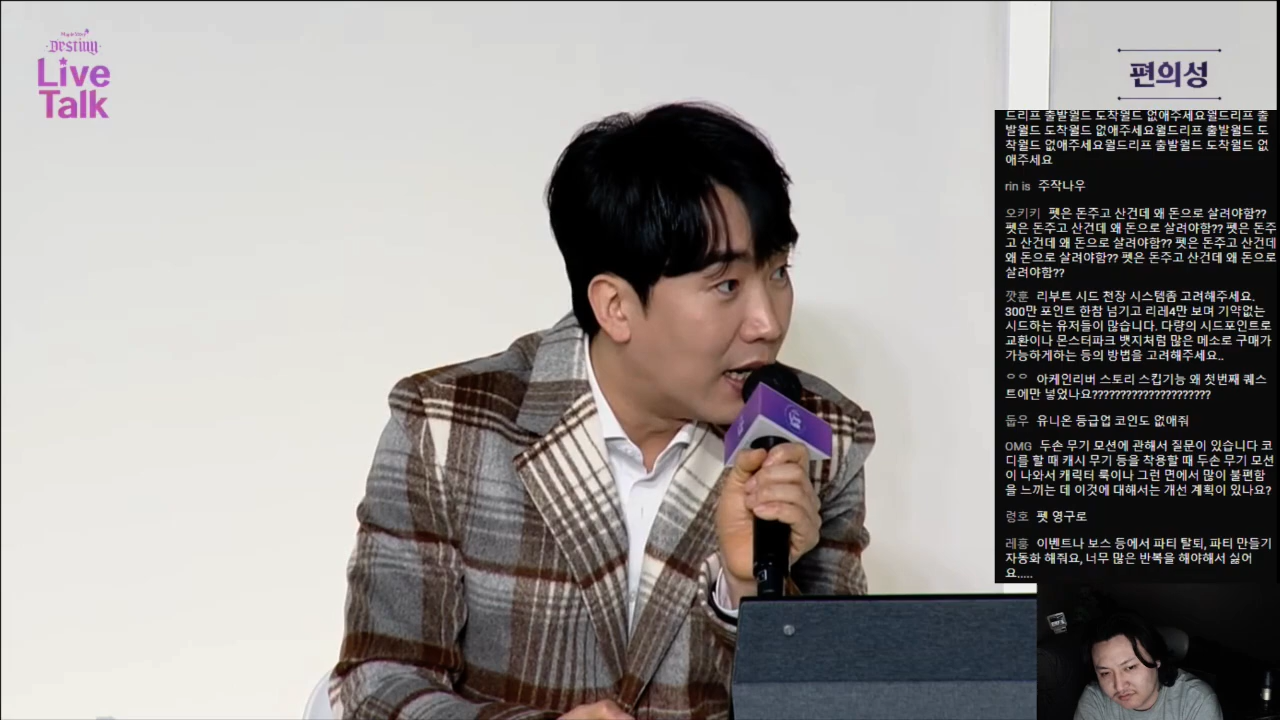 MapleStory
DESTINY
Live
Talk
편의성
드리프 출발월드 도착월드 없애주세요월드리프 출
발월드 도착월드 없애주세요월드리프 출발월드 도
착월드 없애주세요월드리프 출발월드 도착월드 없
애주세요
rin is 주작나우
오키키 펫은 돈주고 산건데 왜 돈으로 살려야함??
펫은 돈주고 산건데 왜 돈으로 살려야함?? 펫은 돈주
고 산건데 왜 돈으로 살려야함?? 펫은 돈주고 산건데
왜 돈으로 살려야함?? 펫은 돈주고 산건데 왜 돈으로
살려야함??
깟훈 리부트 시드 천장 시스템좀 고려해주세요.
300만 포인트 한참 넘기고 리레4만 보며 기약없는
시드하는 유저들이 많습니다. 다량의 시드포인트로
교환이나 몬스터파크 뱃지처럼 많은 메소로 구매가
가능하게하는 등의 방법을 고려해주세요..
ㅇㅇ 아케인리버 스토리 스킵기능 왜 첫번째 퀘스
트에만 넣었나요?????????????????????
둡우 유니온 등급업 코인도 없애줘
OMG 두손 무기 모션에 관해서 질문이 있습니다 코
디를 할 때 캐시 무기 등을 착용할 때 두손 무기 모션
이 나와서 캐릭터 룩이나 그런 면에서 많이 불편함
을 느끼는 데 이것에 대해서는 개선 계획이 있나요?
령호 펫 영구로
레흘 이벤트나 보스 등에서 파티 탈퇴, 파티 만들기
자동화 해줘요, 너무 많은 반복을 해야해서 싫어
요.....